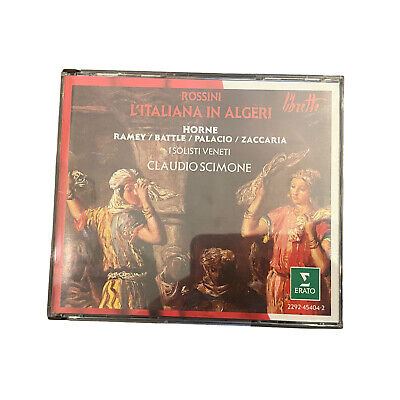 ROSSINI
L'ITALIANA IN ALGERI
libretto
HORNE
RAMEY / BATTLE / PALACIO / ZACCARIA
I SOLISTI VENETI
CLAUDIO SCIMONE
ERATO
2292-45404-2